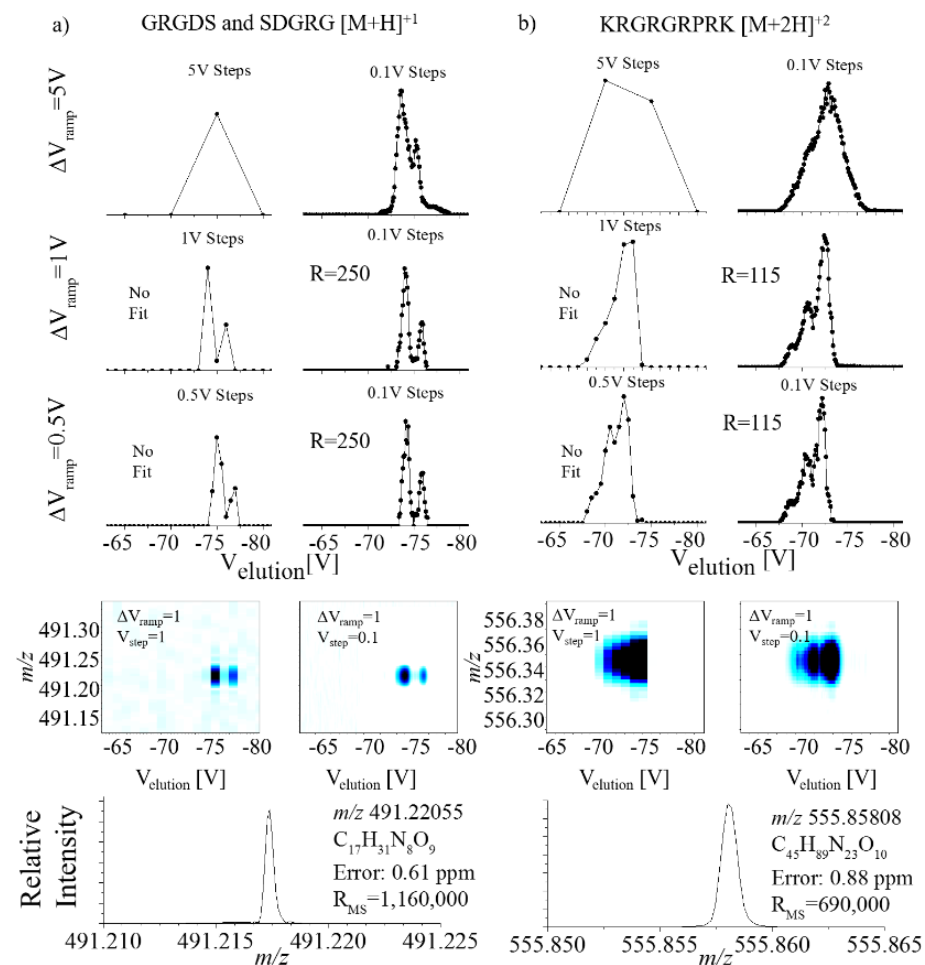 a) GRGDS and SDGRG [M+H]+1
b) KRGRGRPRK [M+2H]+2
ΔVramp=5V
5V Steps
0.1V Steps
5V Steps
0.1V Steps
ΔVramp=1V
1V Steps
0.1V Steps
1V Steps
0.1V Steps
No
Fit
R=250
No
Fit
R=115
ΔVramp=0.5V
0.5V Steps
0.1V Steps
0.5V Steps
0.1V Steps
No
Fit
R=250
No
Fit
R=115
-65 -70 -75 -80
-65 -70 -75 -80
-65 -70 -75 -80
-65 -70 -75 -80
Velution[V]
Velution [V]
m/z
491.30
491.25
491.20
491.15
ΔVramp=1
Vstep=1
ΔVramp=1
Vstep=0.1
m/z
556.38
556.36
556.34
556.32
556.30
ΔVramp=1
Vstep=1
ΔVramp=1
Vstep=0.1
-65 -70 -75 -80
-65 -70 -75 -80
-65 -70 -75 -80
-65 -70 -75 -80
Velution [V]
Velution [V]
Velution [V]
Velution [V]
Relative
Intensity
m/z 491.22055
C17H31N8O9
Error: 0.61 ppm
RMS=1,160,000
491.210 491.215 491.220 491.225
m/z
m/z 555.85808
C45H89N23O10
Error: 0.88 ppm
RMS=690,000
555.850 555.855 555.860 555.865
m/z